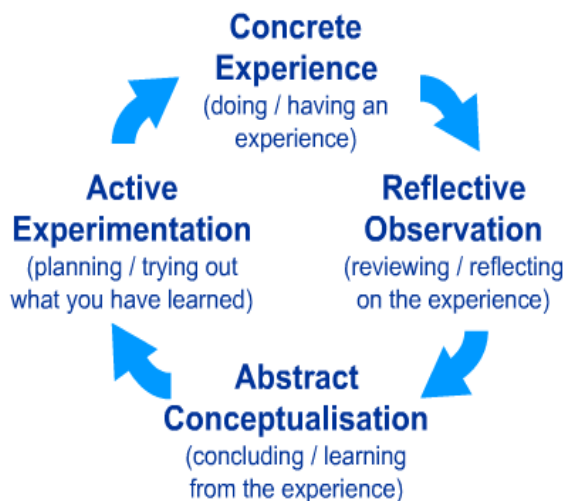 Concrete
Experience
(doing / having an
experience)
Reflective
Observation
(reviewing / reflecting
on the experience)
Abstract
Conceptualisation
(concluding / learning
from the experience)
Active
Experimentation
(planning / trying out
what you have learned)